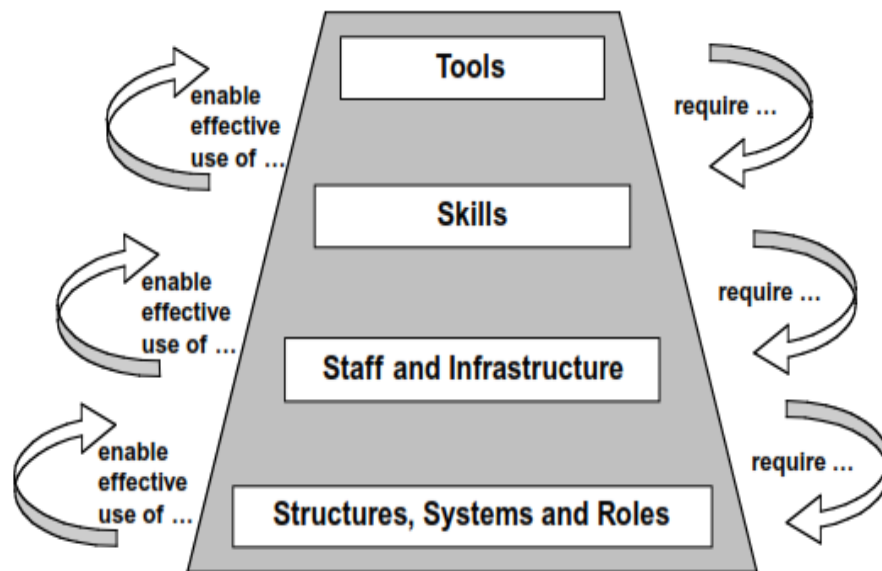 Tools
enable
effective
use of ...
require ...
Skills
enable
effective
use of ...
require ...
Staff and Infrastructure
enable
effective
use of ...
require ...
Structures, Systems and Roles